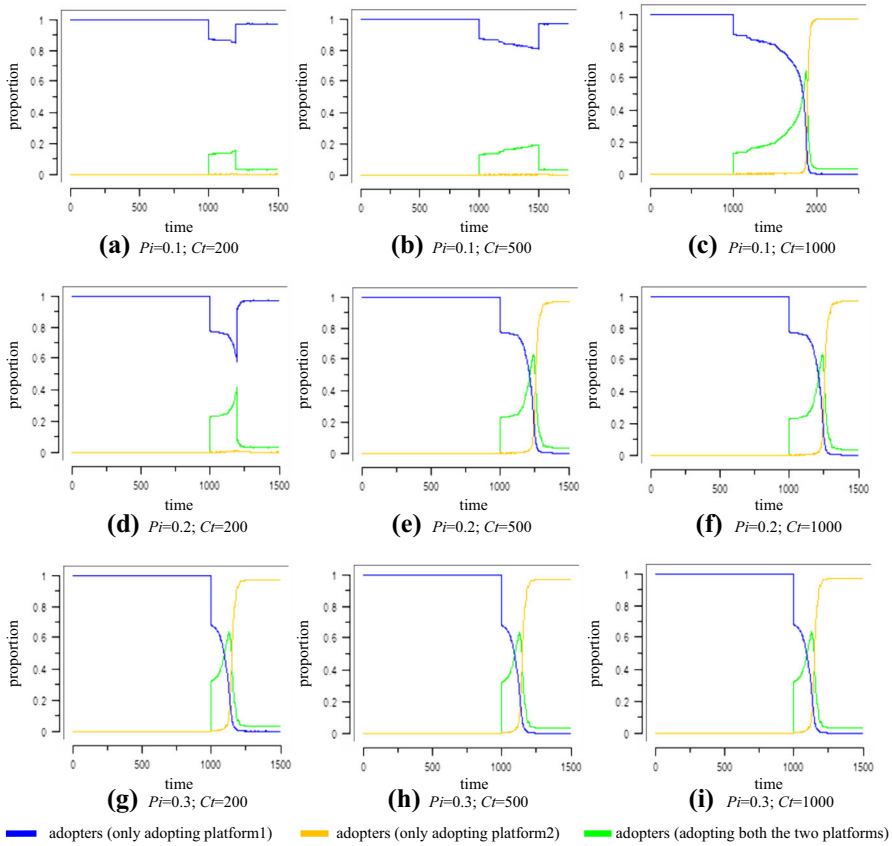 1
0.8
0.6
0.4
0.2
0
proportion
0 500 1000 1500
time
(a) Pi=0.1; Ct=200
1
0.8
0.6
0.4
0.2
0
proportion
0 500 1000 1500
time
(b) Pi=0.1; Ct=500
1
0.8
0.6
0.4
0.2
0
proportion
0 1000 2000
time
(c) Pi=0.1; Ct=1000
1
0.8
0.6
0.4
0.2
0
proportion
0 500 1000 1500
time
(d) Pi=0.2; Ct=200
1
0.8
0.6
0.4
0.2
0
proportion
0 500 1000 1500
time
(e) Pi=0.2; Ct=500
1
0.8
0.6
0.4
0.2
0
proportion
0 500 1000 1500
time
(f) Pi=0.2; Ct=1000
1
0.8
0.6
0.4
0.2
0
proportion
0 500 1000 1500
time
(g) Pi=0.3; Ct=200
1
0.8
0.6
0.4
0.2
0
proportion
0 500 1000 1500
time
(h) Pi=0.3; Ct=500
1
0.8
0.6
0.4
0.2
0
proportion
0 500 1000 1500
time
(i) Pi=0.3; Ct=1000
adopters (only adopting platform1) adopters (only adopting platform2) adopters (adopting both the two platforms)